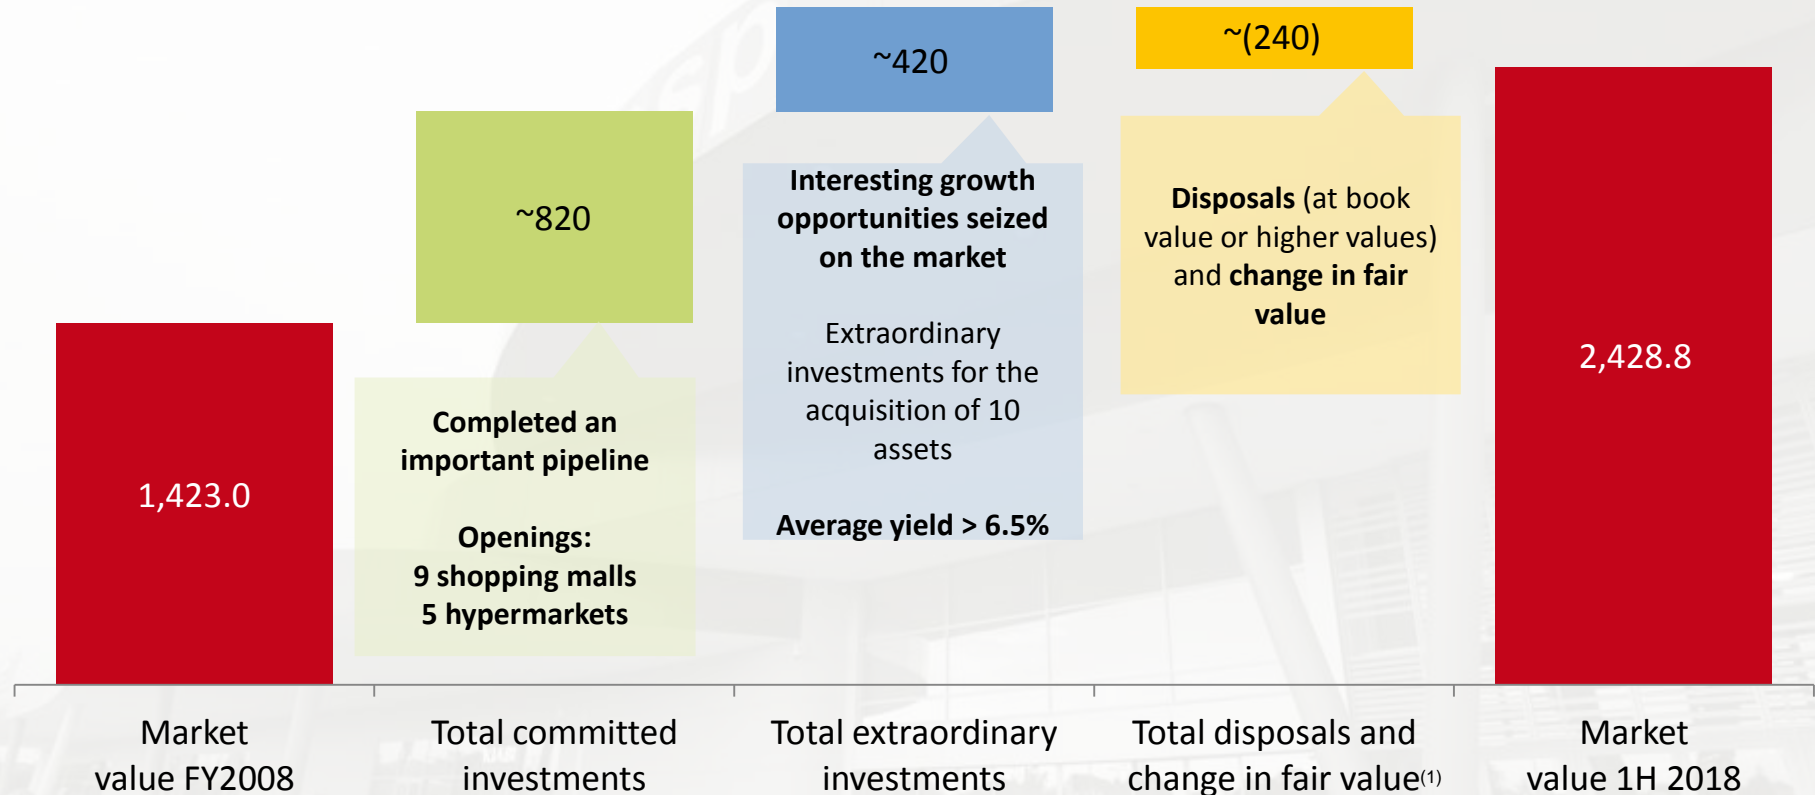 ~420
~(240)
~820
Interesting growth
opportunities seized
on the market
Extraordinary
investments for the
acquisition of 10
assets
Average yield > 6.5%
Disposals (at book
value or higher values)
and change in fair
value
2,428.8
1,423.0
Completed an
important pipeline
Openings:
9 shopping malls
5 hypermarkets
Market
value FY2008
Total committed
investments
Total extraordinary
investments
Total disposals and
change in fair value(1)
Market
value 1H 2018